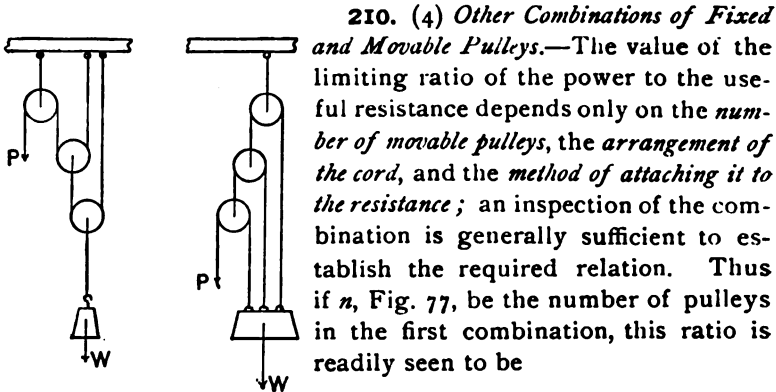 210. (4) Other Combinations of Fixed
and Movable Pulleys.—The value of the
limiting ratio of the power to the use-
ful resistance depends only on the num-
ber of movable pulleys, the arrangement of
the cord, and the method of attaching it to
the resistance; an inspection of the com-
bination is generally sufficient to es-
tablish the required relation. Thus
if n, Fig. 77, be the number of pulleys
in the first combination, this ratio is
readily seen to be
P
W
P
W